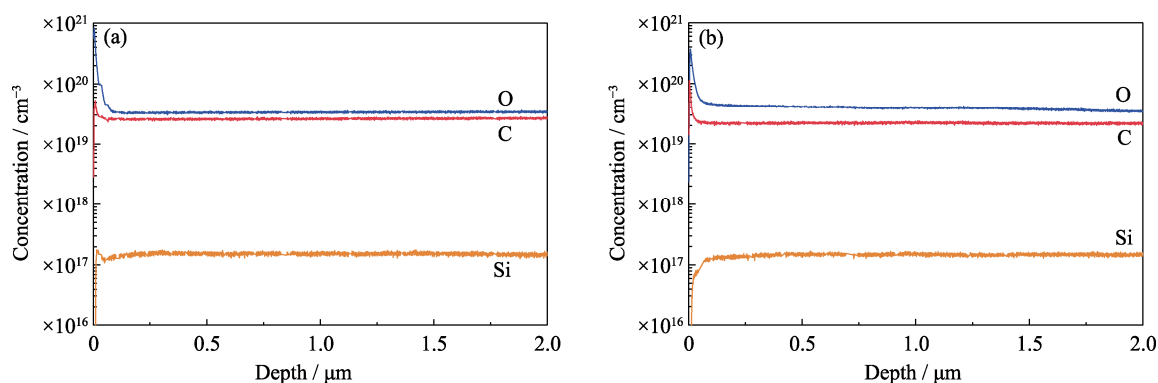 (a)
Concentration / cm⁻³
×10²¹
×10²⁰
×10¹⁹
×10¹⁸
×10¹⁷
×10¹⁶
O
C
Si
0 0.5 1.0 1.5 2.0
Depth / μm
(b)
Concentration / cm⁻³
×10²¹
×10²⁰
×10¹⁹
×10¹⁸
×10¹⁷
×10¹⁶
O
C
Si
0 0.5 1.0 1.5 2.0
Depth / μm